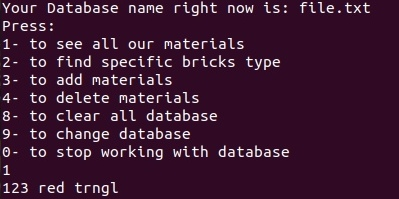 Your Database name right now is: file.txt
Press:
1- to see all our materials
2- to find specific bricks type
3- to add materials
4- to delete materials
8- to clear all database
9- to change database
0- to stop working with database
1
123 red trngl